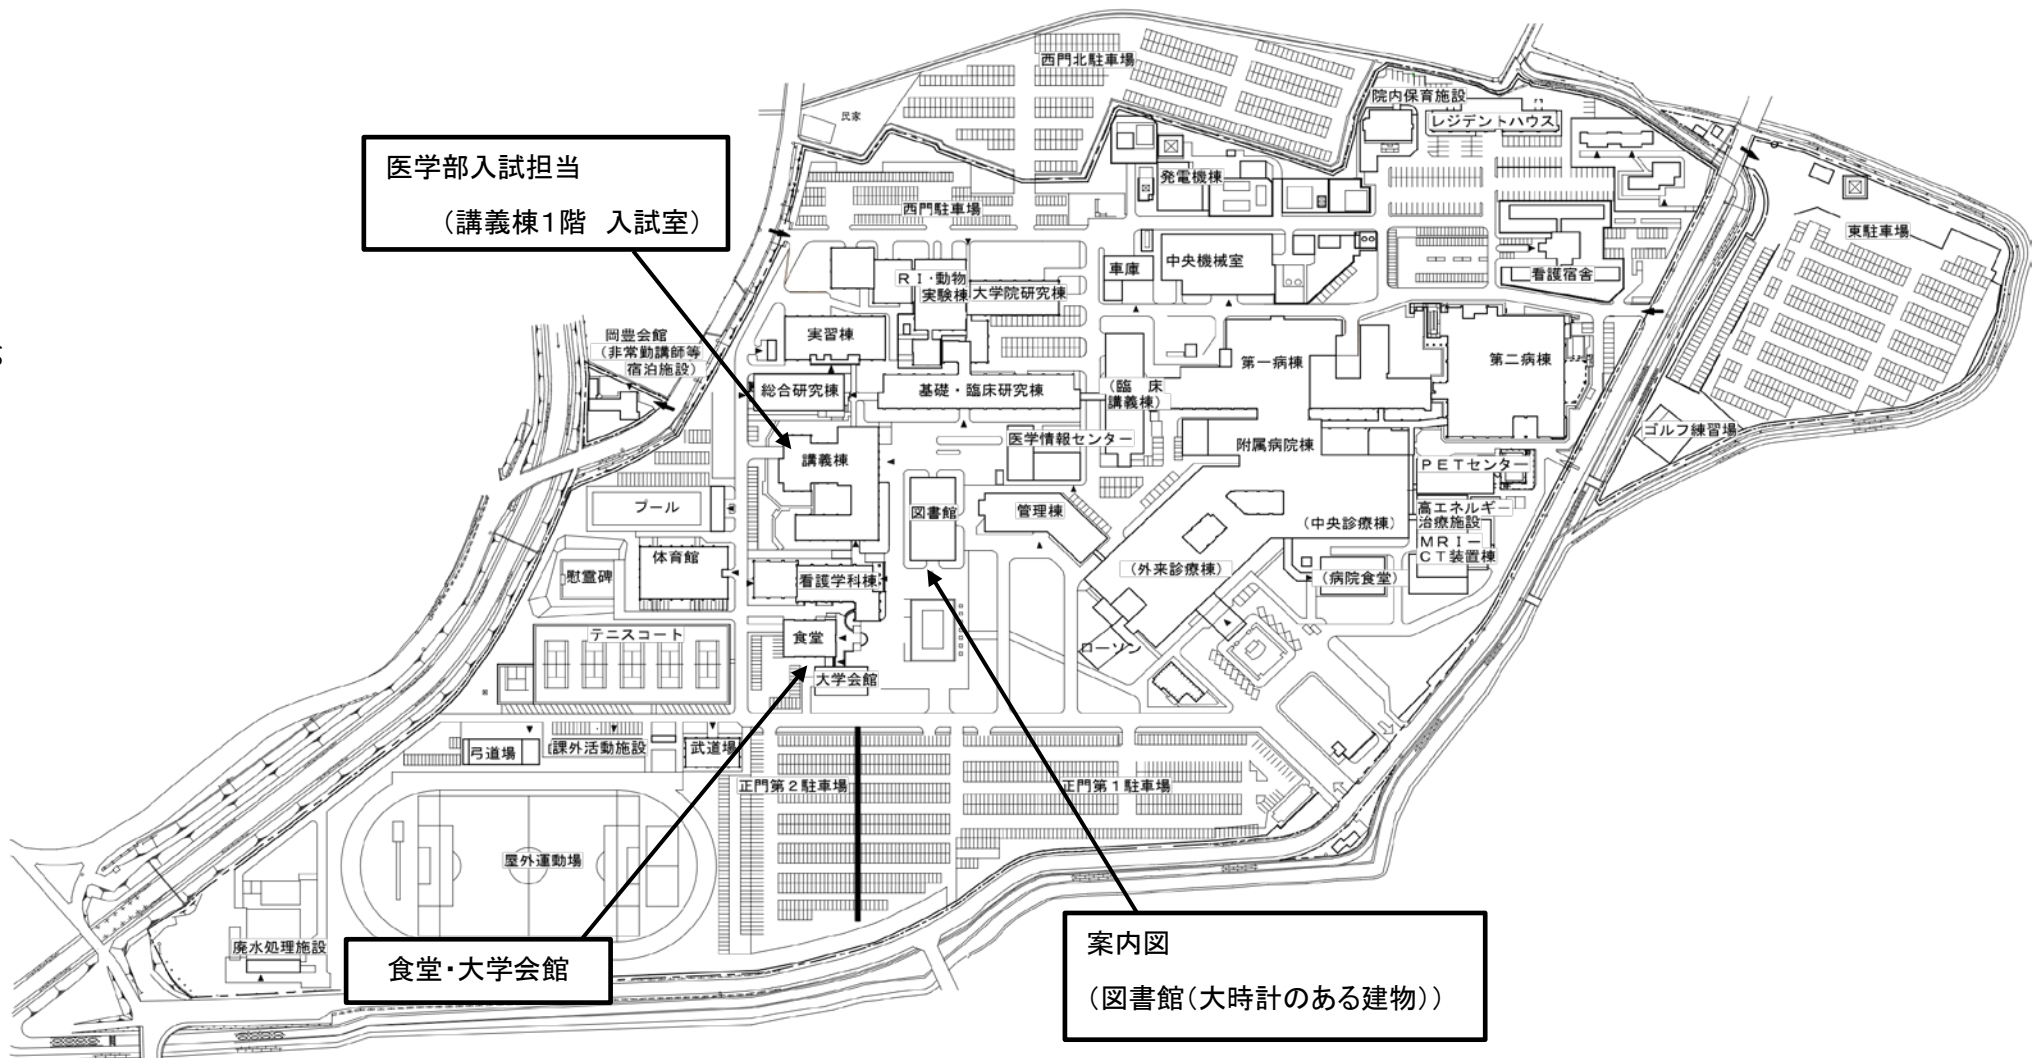 西門北駐車場
院内保育施設
レジデントハウス
民家
医学部入試担当
(講義棟1階 入試室)
発電機棟
西門駐車場
東駐車場
車庫
中央機械室
看護宿舎
RI・動物
実験棟
大学院研究棟
岡豊会館
(非常勤講師等
宿泊施設)
実習棟
第一病棟
第二病棟
総合研究棟
基礎・臨床研究棟
(臨 床
講義棟)
医学情報センター
附属病院棟
ゴルフ練習場
講義棟
PETセンター
プール
図書館
管理棟
(中央診療棟)
高エネルギー
治療施設
MRI-
CT装置棟
体育館
慰霊碑
看護学科棟
(外来診療棟)
(病院食堂)
テニスコート
食堂
ローソン
大学会館
弓道場
課外活動施設
武道場
正門第2駐車場
正門第1駐車場
屋外運動場
廃水処理施設
食堂・大学会館
案内図
(図書館(大時計のある建物))